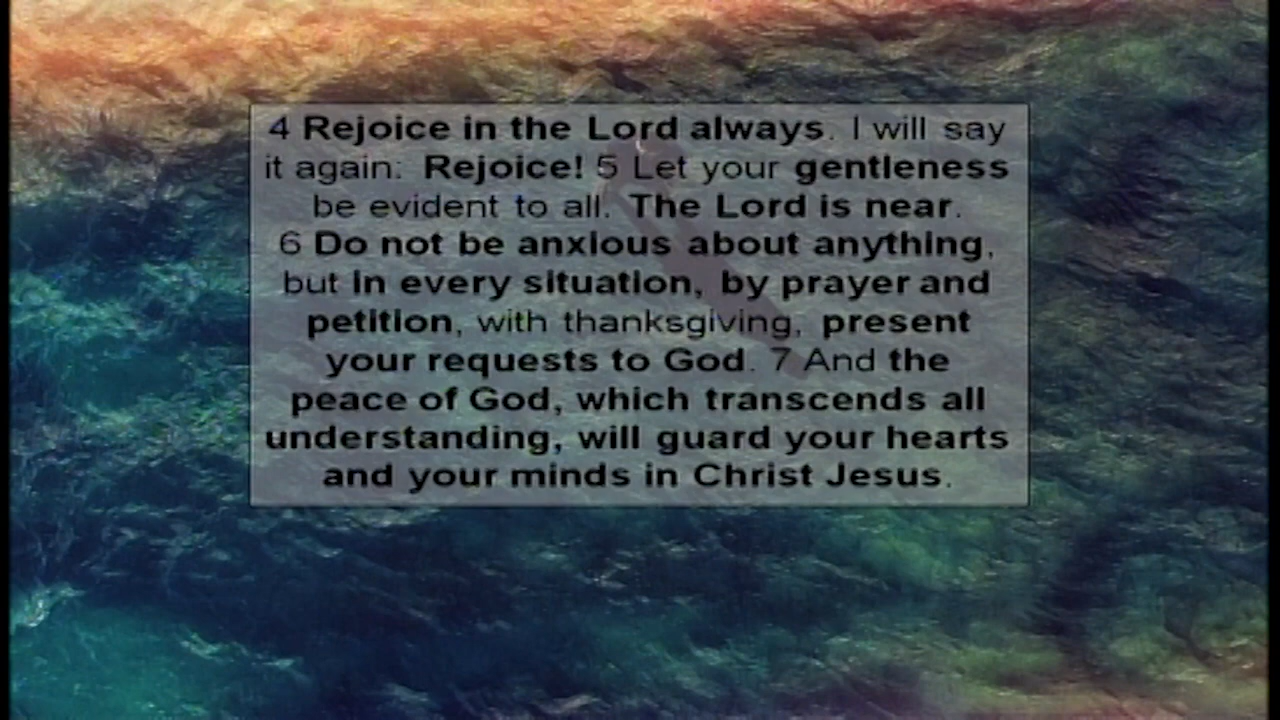 4 Rejoice in the Lord always. I will say
it again: Rejoice! 5 Let your gentleness
be evident to all. The Lord is near.
6 Do not be anxious about anything,
but in every situation, by prayer and
petition, with thanksgiving, present
your requests to God. 7 And the
peace of God, which transcends all
understanding, will guard your hearts
and your minds in Christ Jesus.